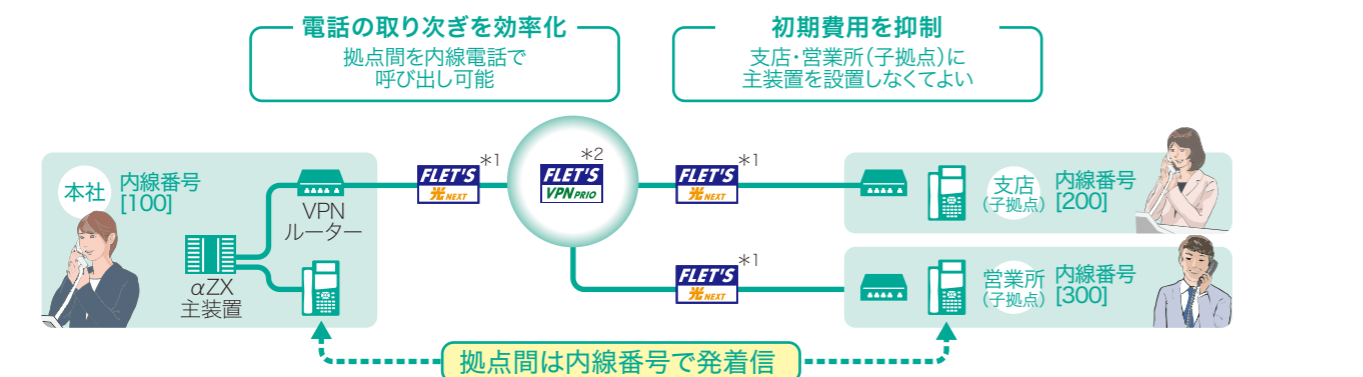 電話の取り次ぎを効率化
拠点間を内線電話で
呼び出し可能
初期費用を抑制
支店・営業所（子拠点）に
主装置を設置しなくてよい
本社
内線番号
[100]
VPN
ルーター
αZX
主装置
FLET'S
光NEXT
＊1
＊2
FLET'S
VPN PRIO
FLET'S
光NEXT
＊1
支店
（子拠点）
内線番号
[200]
FLET'S
光NEXT
＊1
営業所
（子拠点）
内線番号
[300]
拠点間は内線番号で発着信